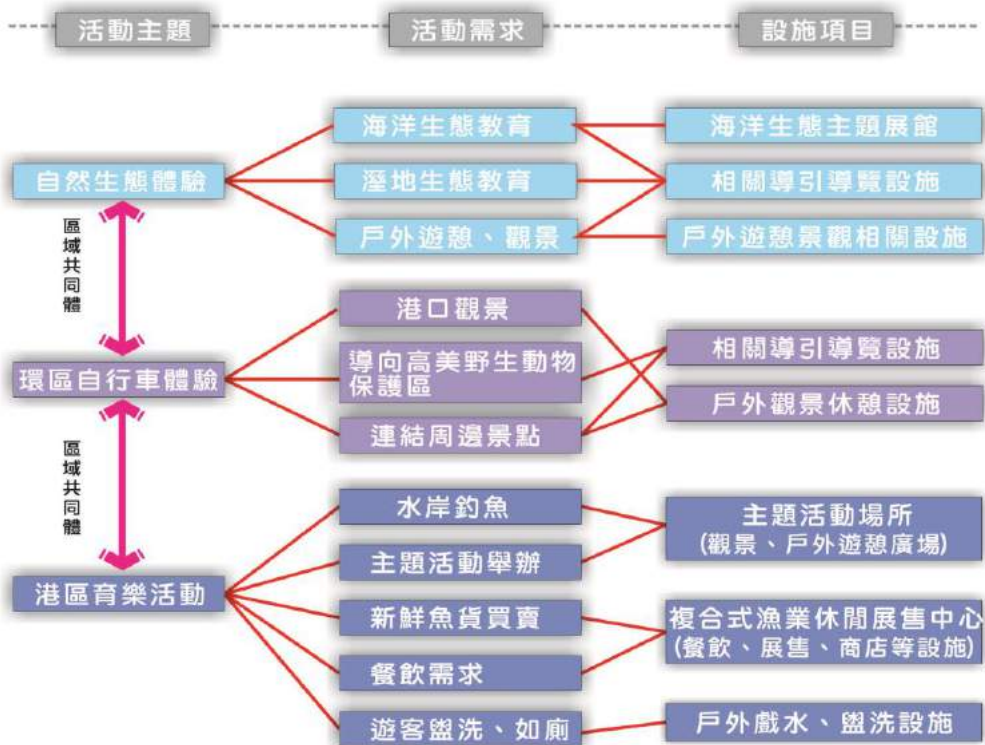 活動主題
活動需求
設施項目
自然生態體驗
海洋生態教育
溼地生態教育
戶外遊憩、觀景
海洋生態主題展館
相關導引導覽設施
戶外遊憩景觀相關設施
區域共同體
環區自行車體驗
港口觀景
導向高美野生動物
保護區
連結周邊景點
相關導引導覽設施
戶外觀景休憩設施
區域共同體
港區育樂活動
水岸釣魚
主題活動舉辦
新鮮魚貨買賣
餐飲需求
遊客盥洗、如廁
主題活動場所
(觀景、戶外遊憩廣場)
複合式漁業休閒展售中心
(餐飲、展售、商店等設施)
戶外戲水、盥洗設施